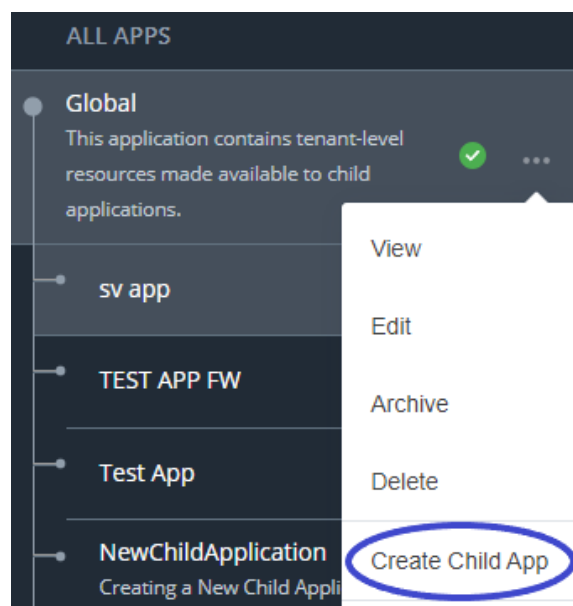 ALL APPS
Global
This application contains tenant-level
resources made available to child
applications.
View
sv app
Edit
TEST APP FW
Archive
Test App
Delete
NewChildApplication
Create Child App
Creating a New Child Appli